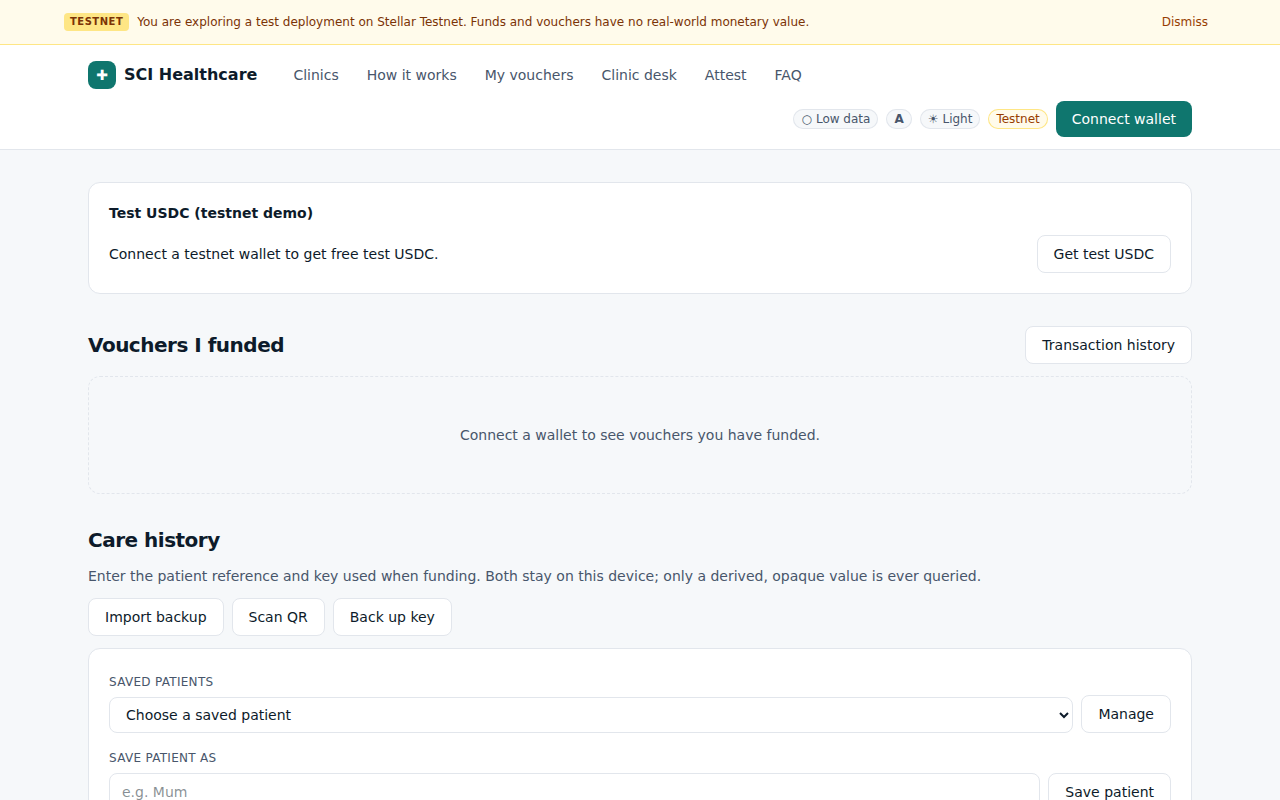 TESTNET You are exploring a test deployment on Stellar Testnet. Funds and vouchers have no real-world monetary value. Dismiss
SCI Healthcare Clinics How it works My vouchers Clinic desk Attest FAQ
Low data A Light Testnet Connect wallet
Test USDC (testnet demo)
Connect a testnet wallet to get free test USDC. Get test USDC
Vouchers I funded Transaction history
Connect a wallet to see vouchers you have funded.
Care history
Enter the patient reference and key used when funding. Both stay on this device; only a derived, opaque value is ever queried.
Import backup Scan QR Back up key
SAVED PATIENTS
Choose a saved patient Manage
SAVE PATIENT AS
e.g. Mum Save patient